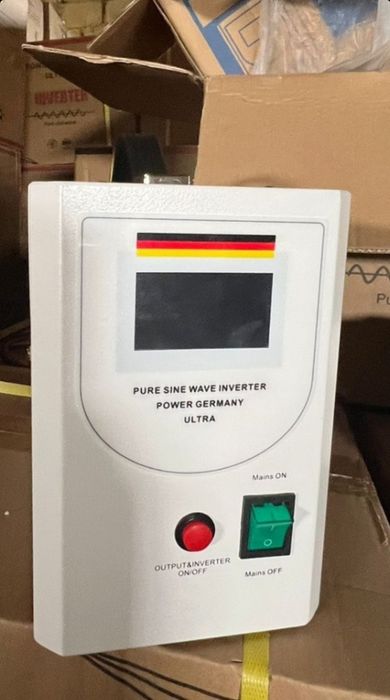 INVERTER
PURE SINE WAVE INVERTER
POWER GERMANY
ULTRA
Mains ON
OUTPUT&INVERTER
ON/OFF
Mains OFF